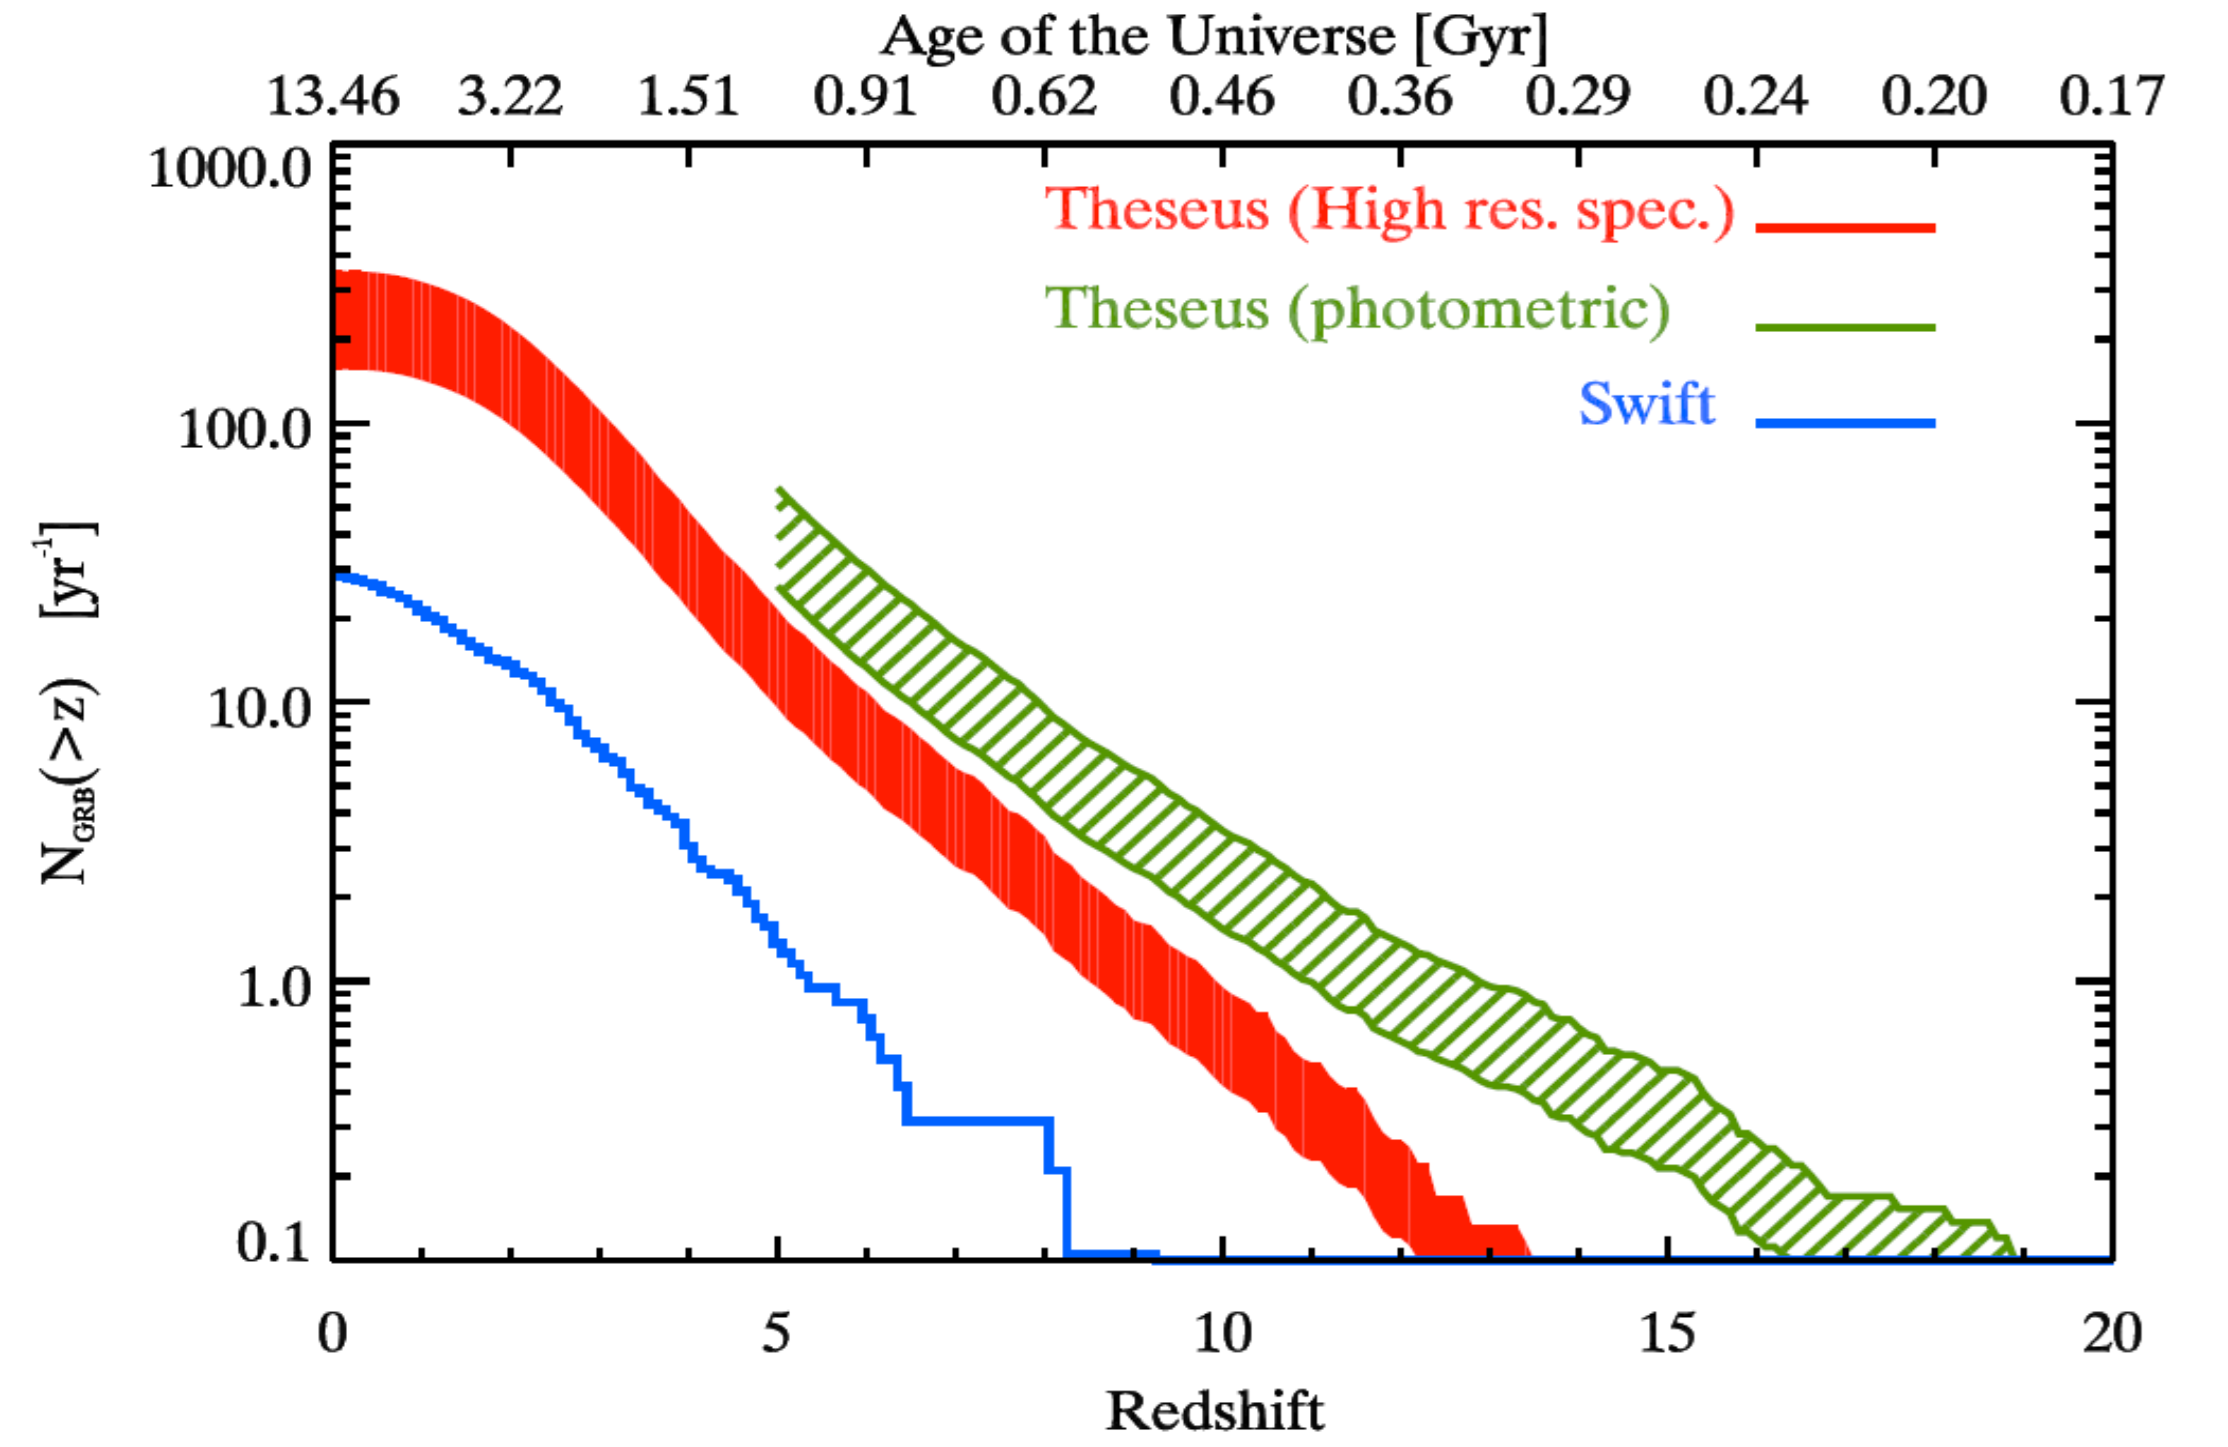 Age of the Universe [Gyr]
13.46 3.22 1.51 0.91 0.62 0.46 0.36 0.29 0.24 0.20 0.17
1000.0
100.0
10.0
1.0
0.1
N_GRB(>z) [yr^-1]
Theseus (High res. spec.)
Theseus (photometric)
Swift
0 5 10 15 20
Redshift